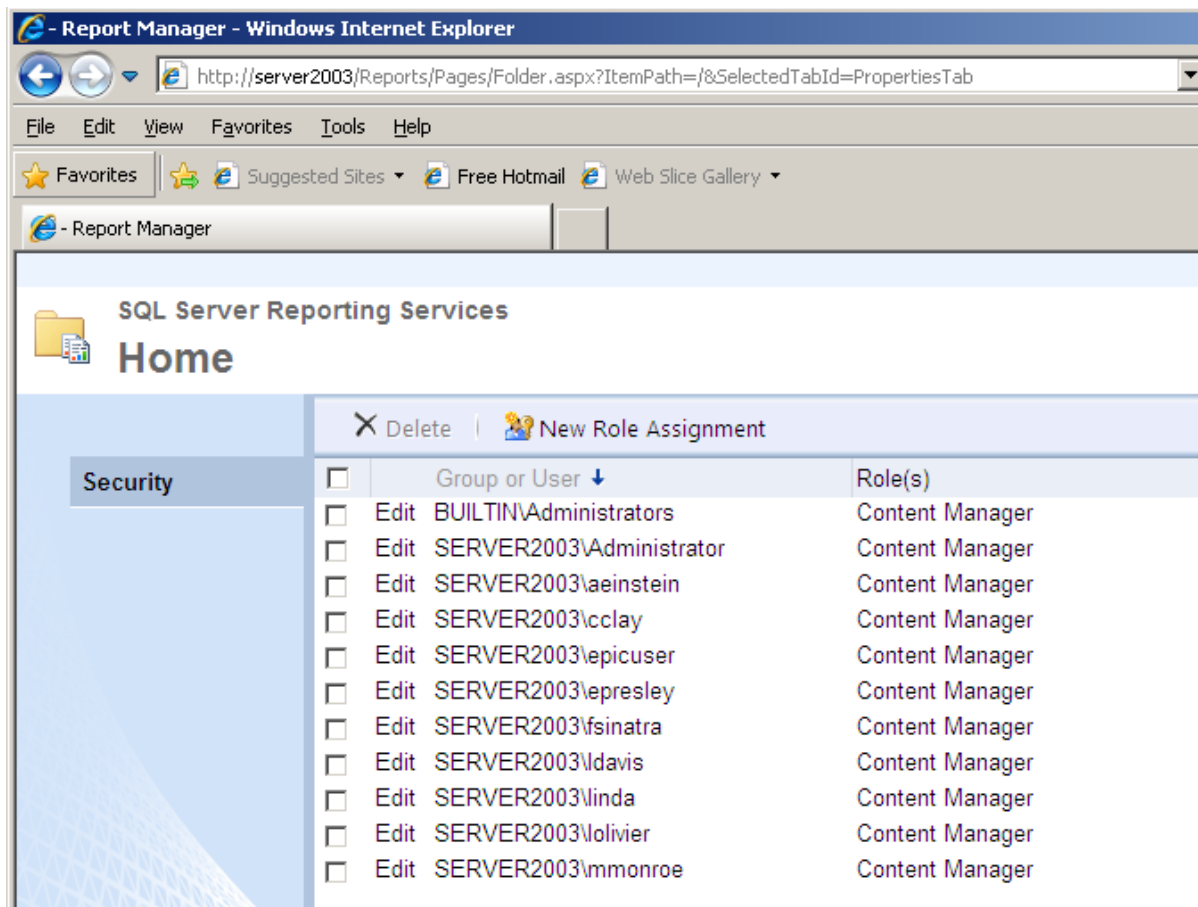 - Report Manager - Windows Internet Explorer
http://server2003/Reports/Pages/Folder.aspx?ItemPath=/&SelectedTabId=PropertiesTab
File Edit View Favorites Tools Help
Favorites Suggested Sites Free Hotmail Web Slice Gallery
- Report Manager
SQL Server Reporting Services
Home
Delete New Role Assignment
Security
Group or User Role(s)
Edit BUILTIN\Administrators Content Manager
Edit SERVER2003\Administrator Content Manager
Edit SERVER2003\aeinstein Content Manager
Edit SERVER2003\cclay Content Manager
Edit SERVER2003\epicuser Content Manager
Edit SERVER2003\epresley Content Manager
Edit SERVER2003\fsinatra Content Manager
Edit SERVER2003\ldavis Content Manager
Edit SERVER2003\linda Content Manager
Edit SERVER2003\lolivier Content Manager
Edit SERVER2003\mmonroe Content Manager